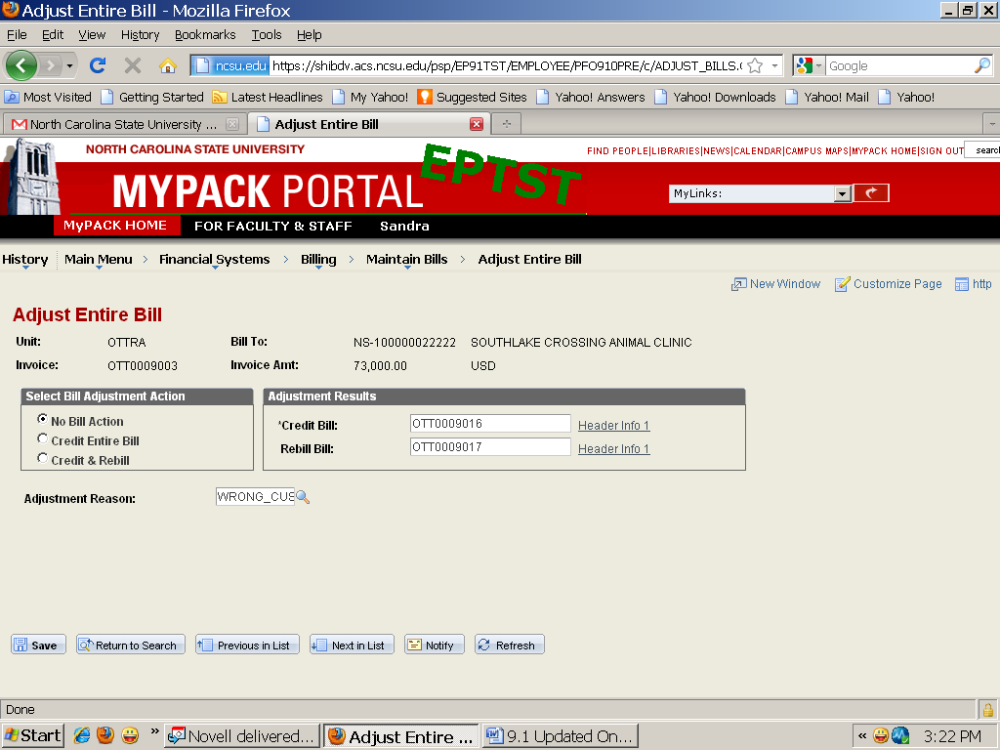 Adjust Entire Bill - Mozilla Firefox
File Edit View History Bookmarks Tools Help
ncsu.edu https://shibdv.acs.ncsu.edu/psp/EP91TST/EMPLOYEE/PFO910PRE/c/ADJUST_BILLS. Google
Most Visited Getting Started Latest Headlines My Yahoo! Suggested Sites Yahoo! Answers Yahoo! Downloads Yahoo! Mail Yahoo!
North Carolina State University ... Adjust Entire Bill
NORTH CAROLINA STATE UNIVERSITY
FIND PEOPLE|LIBRARIES|NEWS|CALENDAR|CAMPUS MAPS|MYPACK HOME|SIGN OUT searc
MYPACK PORTAL
EPTST
MyLinks:
MyPACK HOME FOR FACULTY & STAFF Sandra
History Main Menu > Financial Systems > Billing > Maintain Bills > Adjust Entire Bill
New Window Customize Page http
Adjust Entire Bill
Unit: OTTRA Bill To: NS-100000022222 SOUTHLAKE CROSSING ANIMAL CLINIC
Invoice: OTT0009003 Invoice Amt: 73,000.00 USD
Select Bill Adjustment Action
No Bill Action
Credit Entire Bill
Credit & Rebill
Adjustment Results
*Credit Bill: OTT0009016 Header Info 1
Rebill Bill: OTT0009017 Header Info 1
Adjustment Reason: WRONG_CUS
Save Return to Search Previous in List Next in List Notify Refresh
Done
Start » Novell delivered... Adjust Entire ... 9.1 Updated On... « 3:22 PM